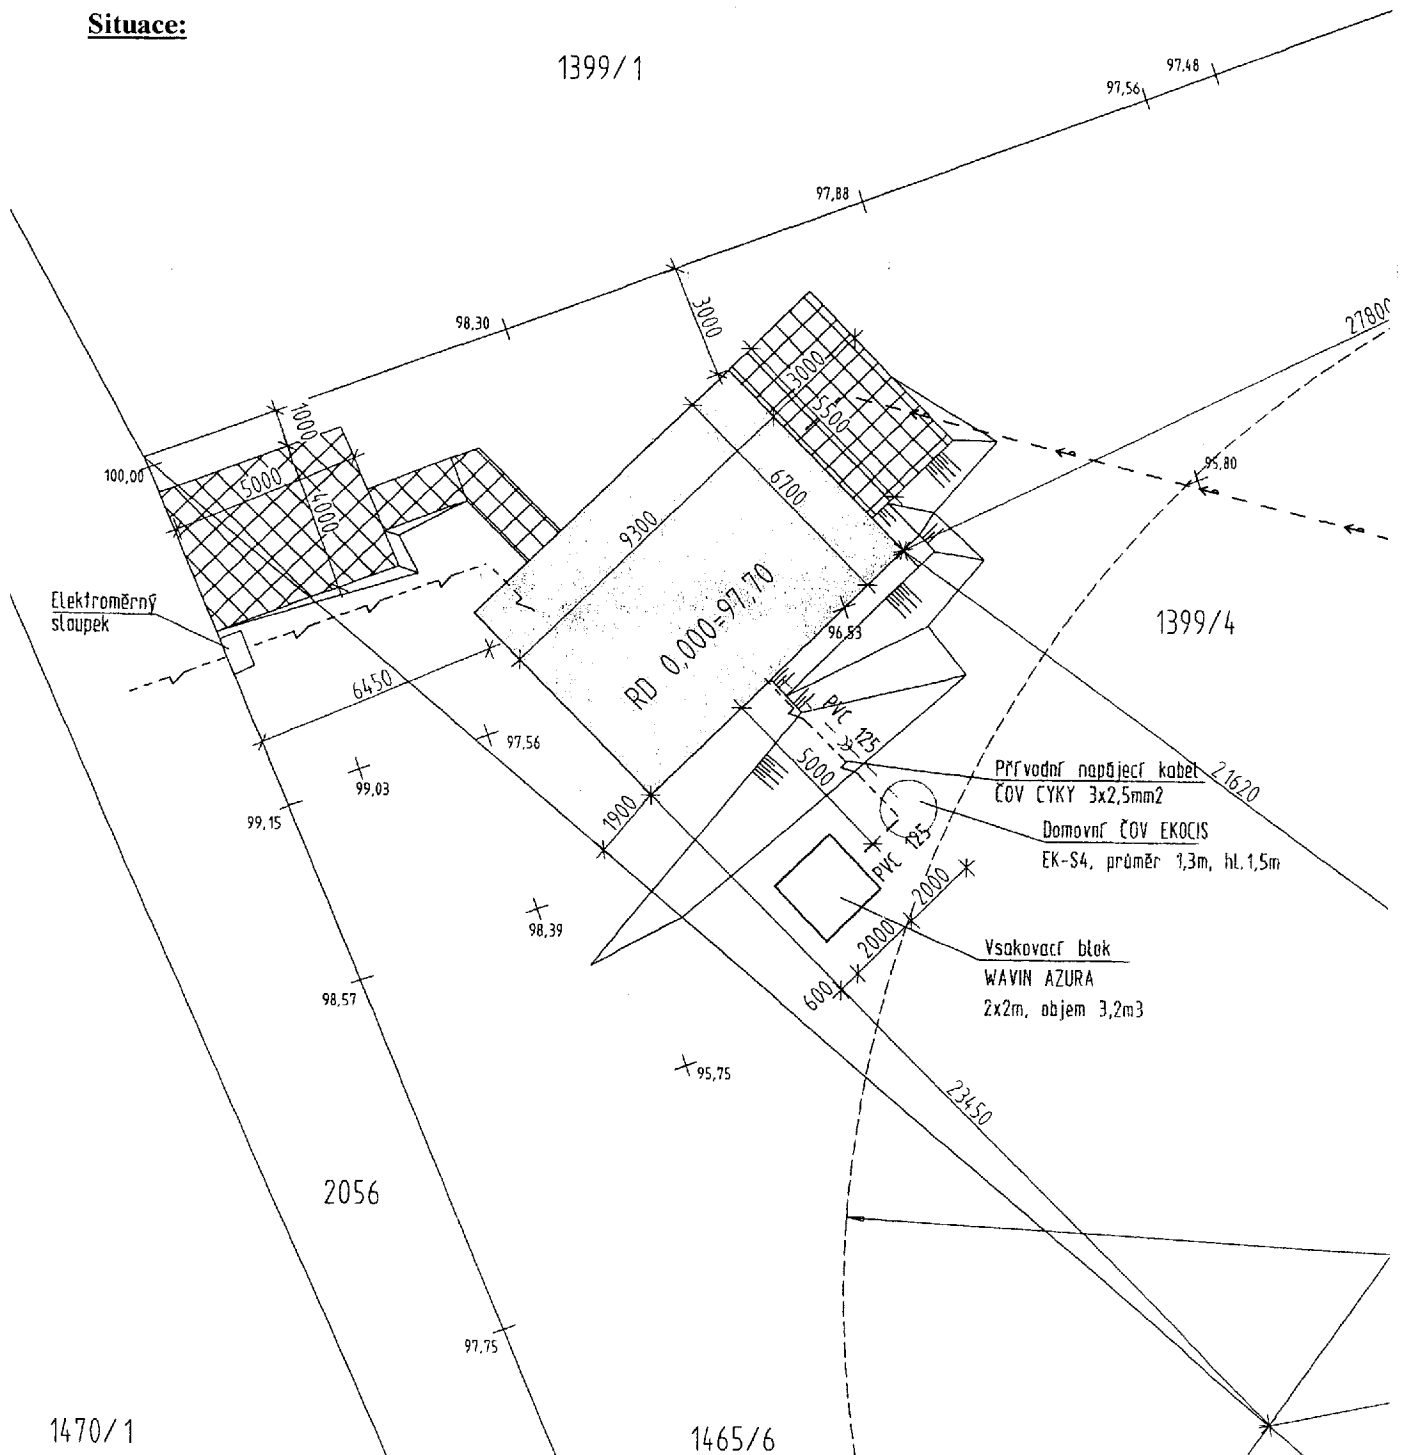 Situace:
1399/1
97,48
97,56
97,88
3000
98,30
27800
1000
3000
5500
100,00
5000
4000
6700
9300
95,80
Elektroměrný
sloupek
RD 0,000=97,70
96,53
1399/4
6450
97,56
PVC 125
5000
99,03
99,15
Přívodní napájecí kabel
ČOV CYKY 3x2,5mm2
21620
1900
PVC 125
Domovní ČOV EKOCIS
EK-S4, průměr 1,3m, hl.1,5m
2000
98,39
2000
Vsakovací blok
WAVIN AZURA
2x2m, objem 3,2m3
98,57
600
95,75
23450
2056
97,75
1470/1
1465/6